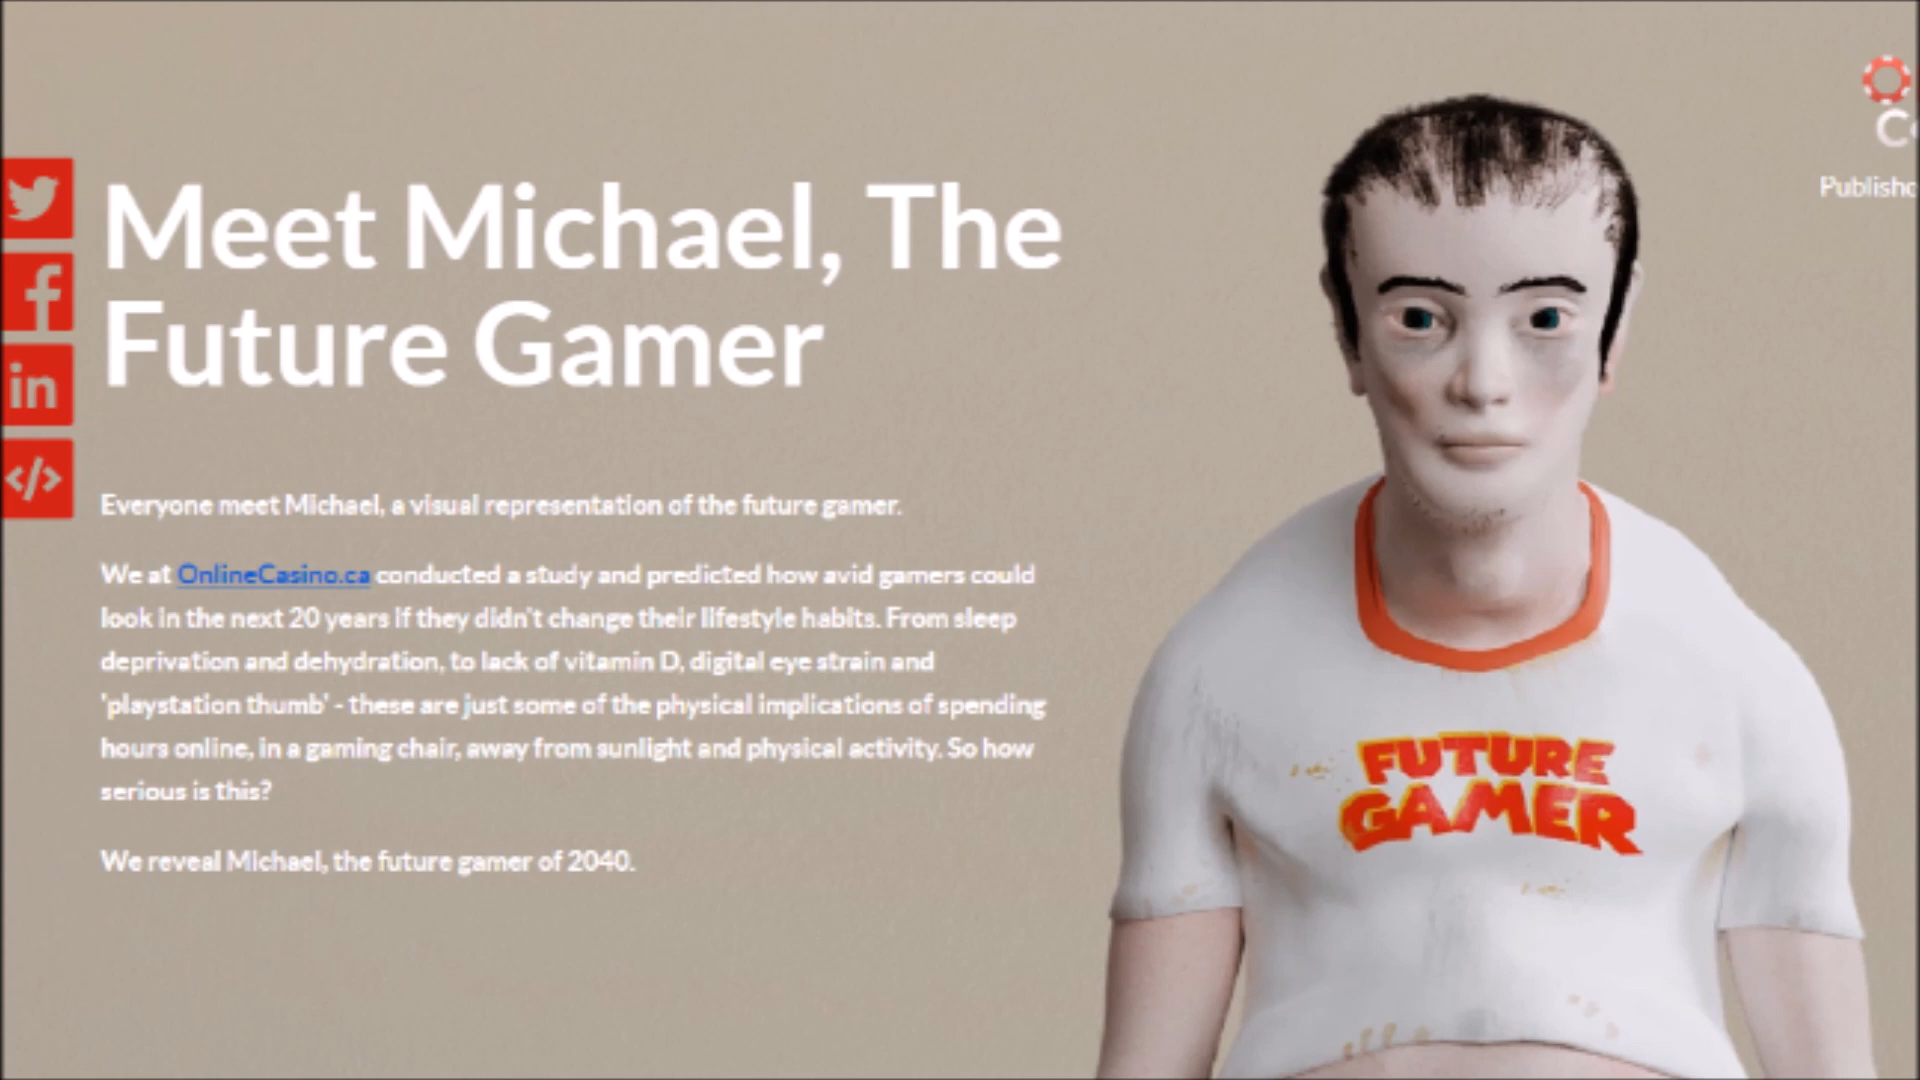 Meet Michael, The
Future Gamer
Everyone meet Michael, a visual representation of the future gamer.
We at OnlineCasino.ca conducted a study and predicted how avid gamers could
look in the next 20 years if they didn't change their lifestyle habits. From sleep
deprivation and dehydration, to lack of vitamin D, digital eye strain and
'playstation thumb' - these are just some of the physical implications of spending
hours online, in a gaming chair, away from sunlight and physical activity. So how
serious is this?
We reveal Michael, the future gamer of 2040.
FUTURE
GAMER